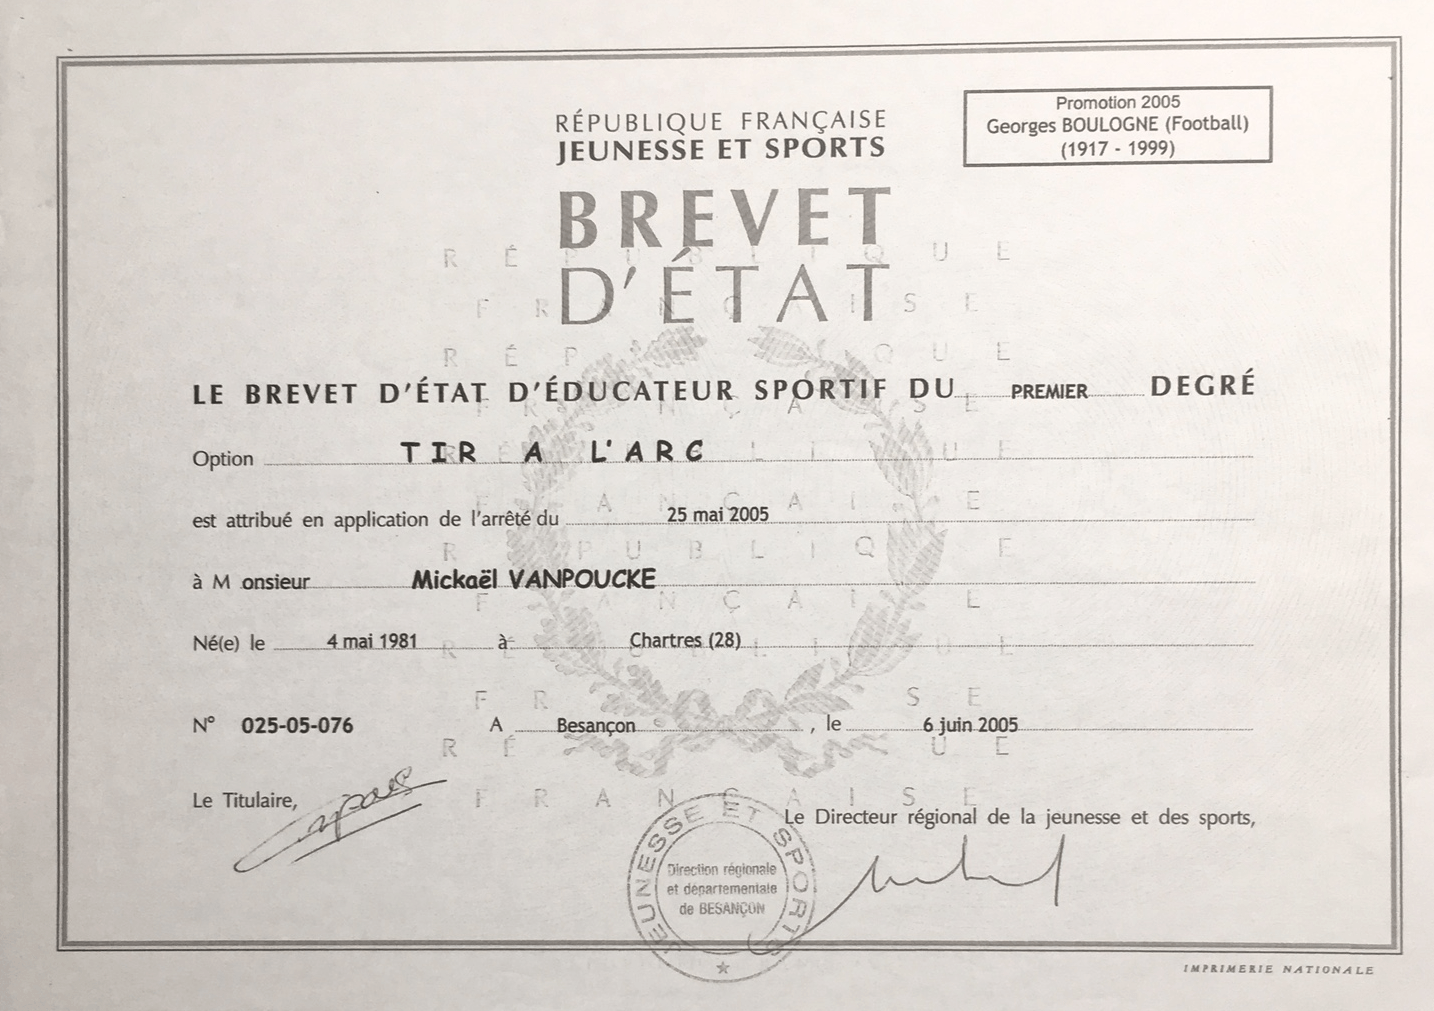 RÉPUBLIQUE FRANÇAISE
JEUNESSE ET SPORTS
Promotion 2005
Georges BOULOGNE (Football)
(1917 - 1999)
BREVET
D'ÉTAT
LE BREVET D'ÉTAT D'ÉDUCATEUR SPORTIF DU PREMIER DEGRÉ
Option TIR A L'ARC
est attribué en application de l'arrêté du 25 mai 2005
à M onsieur Mickaël VANPOUCKE
Né(e) le 4 mai 1981 à Chartres (28)
N° 025-05-076 A Besançon , le 6 juin 2005
Le Titulaire,
Le Directeur régional de la jeunesse et des sports,
JEUNESSE ET SPORTS
Direction régionale
et départementale
de BESANÇON
IMPRIMERIE NATIONALE